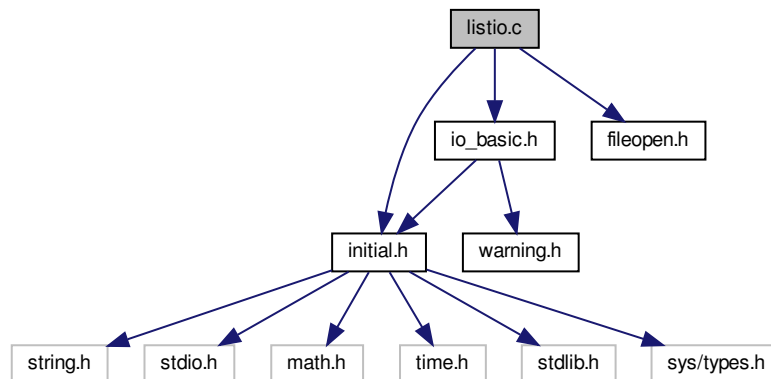 listio.c
io_basic.h
fileopen.h
initial.h
warning.h
string.h
stdio.h
math.h
time.h
stdlib.h
sys/types.h